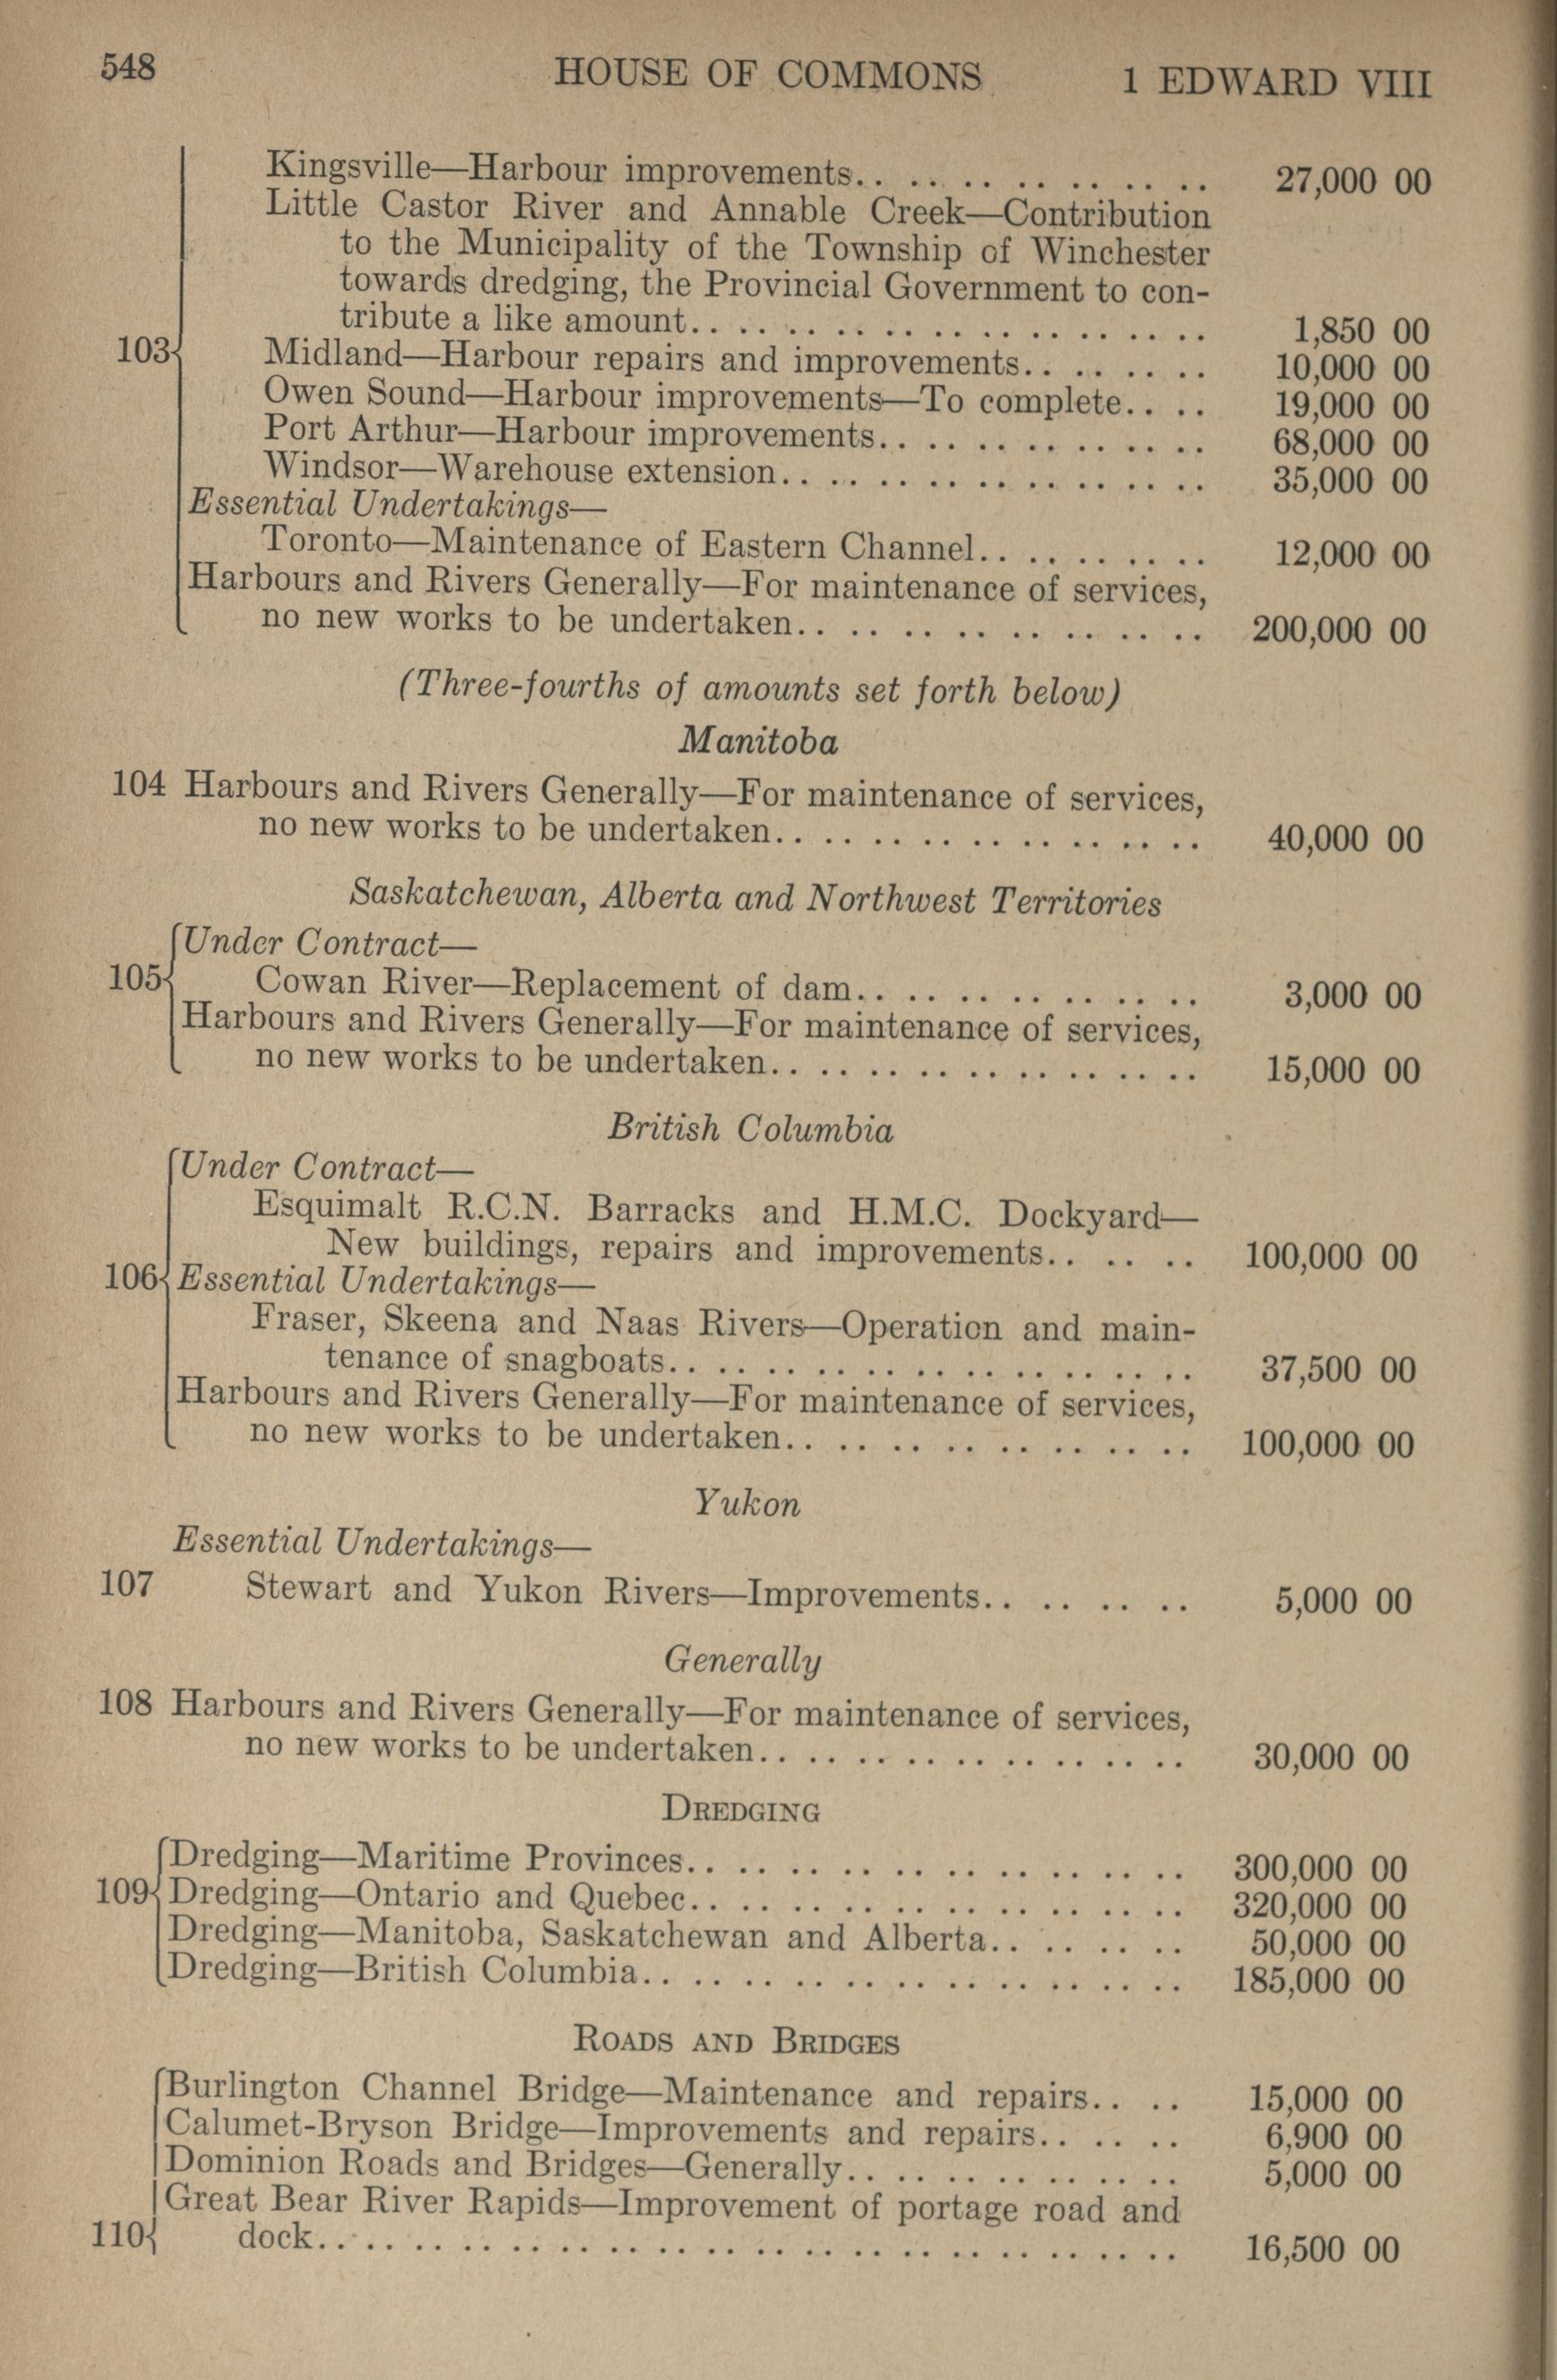 548 HOUSE OF COMMONS 1 EDWARD VIII
Kingsville—Harbour improvements.. .. .. .. .. .. .. 27,000 00
Little Castor River and Annable Creek—Contribution
to the Municipality of the Township of Winchester
towards dredging, the Provincial Government to con-
tribute a like amount.. .. .. .. .. .. .. .. .. .. .. 1,850 00
103 Midland—Harbour repairs and improvements.. .. .. .. 10,000 00
Owen Sound—Harbour improvements—To complete.. .. 19,000 00
Port Arthur—Harbour improvements.. .. .. .. .. .. .. 68,000 00
Windsor—Warehouse extension.. .. .. .. .. .. .. .. .. 35,000 00
Essential Undertakings—
Toronto—Maintenance of Eastern Channel.. .. .. .. .. 12,000 00
Harbours and Rivers Generally—For maintenance of services,
no new works to be undertaken.. .. .. .. .. .. .. .. 200,000 00
(Three-fourths of amounts set forth below)
Manitoba
104 Harbours and Rivers Generally—For maintenance of services,
no new works to be undertaken.. .. .. .. .. .. .. .. .. 40,000 00
Saskatchewan, Alberta and Northwest Territories
Under Contract—
105 Cowan River—Replacement of dam.. .. .. .. .. .. .. 3,000 00
Harbours and Rivers Generally—For maintenance of services,
no new works to be undertaken.. .. .. .. .. .. .. .. .. 15,000 00
British Columbia
Under Contract—
Esquimalt R.C.N. Barracks and H.M.C. Dockyard—
New buildings, repairs and improvements.. .. .. .. 100,000 00
106 Essential Undertakings—
Fraser, Skeena and Naas Rivers—Operation and main-
tenance of snagboats.. .. .. .. .. .. .. .. .. .. .. 37,500 00
Harbours and Rivers Generally—For maintenance of services,
no new works to be undertaken.. .. .. .. .. .. .. .. 100,000 00
Yukon
Essential Undertakings—
107 Stewart and Yukon Rivers—Improvements.. .. .. .. 5,000 00
Generally
108 Harbours and Rivers Generally—For maintenance of services,
no new works to be undertaken.. .. .. .. .. .. .. .. .. 30,000 00
DREDGING
Dredging—Maritime Provinces.. .. .. .. .. .. .. .. .. .. 300,000 00
109 Dredging—Ontario and Quebec.. .. .. .. .. .. .. .. .. .. 320,000 00
Dredging—Manitoba, Saskatchewan and Alberta.. .. .. .. 50,000 00
Dredging—British Columbia.. .. .. .. .. .. .. .. .. .. .. 185,000 00
ROADS AND BRIDGES
Burlington Channel Bridge—Maintenance and repairs.. .. 15,000 00
Calumet-Bryson Bridge—Improvements and repairs.. .. .. 6,900 00
Dominion Roads and Bridges—Generally.. .. .. .. .. .. .. 5,000 00
Great Bear River Rapids—Improvement of portage road and
110 dock.. .. .. .. .. .. .. .. .. .. .. .. .. .. .. .. .. .. 16,500 00